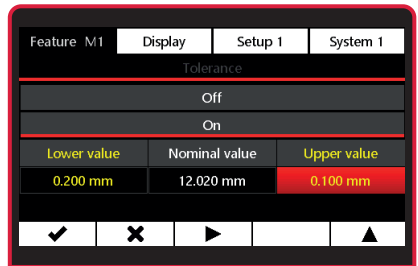 Feature M1 Display Setup 1 System 1
Tolerance
Off
On
Lower value Nominal value Upper value
0.200 mm 12.020 mm 0.100 mm